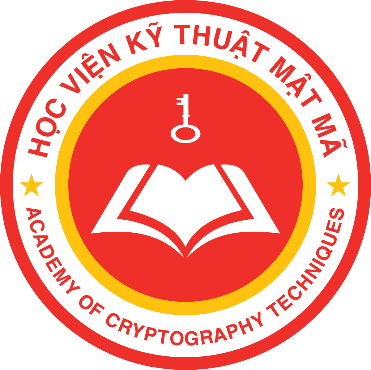 HỌC VIỆN KỸ THUẬT MẬT MÃ
ACADEMY OF CRYPTOGRAPHY TECHNIQUES